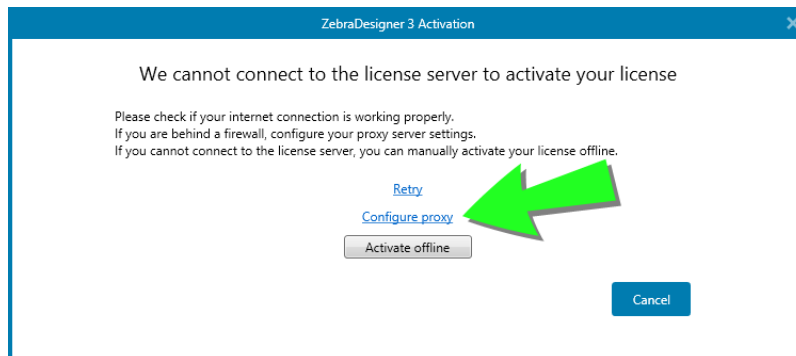 ZebraDesigner 3 Activation
We cannot connect to the license server to activate your license
Please check if your internet connection is working properly.
If you are behind a firewall, configure your proxy server settings.
If you cannot connect to the license server, you can manually activate your license offline.
Retry
Configure proxy
Activate offline
Cancel